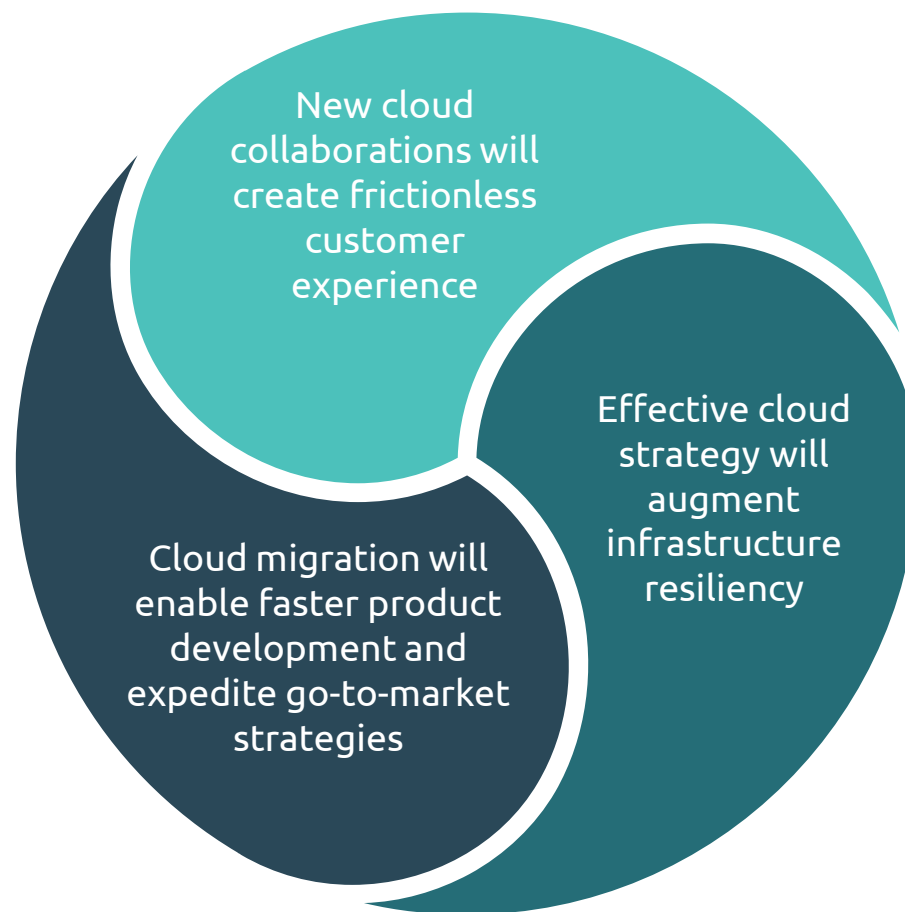 New cloud
collaborations will
create frictionless
customer
experience
Effective cloud
strategy will
augment
infrastructure
resiliency
Cloud migration will
enable faster product
development and
expedite go-to-market
strategies